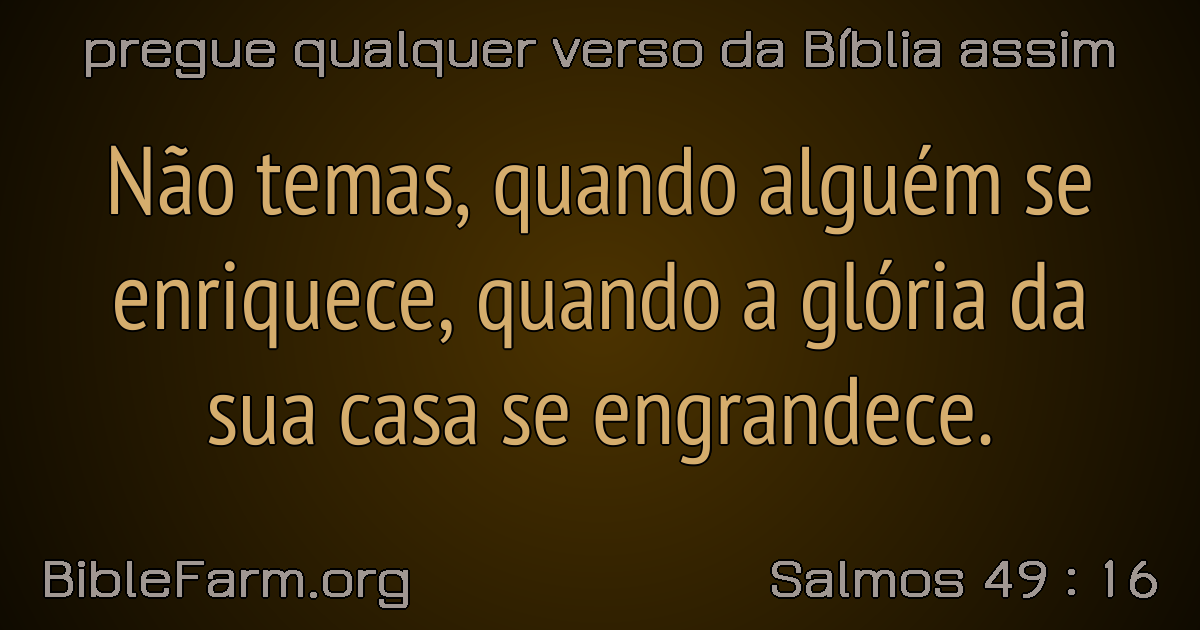 pregue qualquer verso da Bíblia assim
Não temas, quando alguém se
enriquece, quando a glória da
sua casa se engrandece.
BibleFarm.org
Salmos 49 : 16